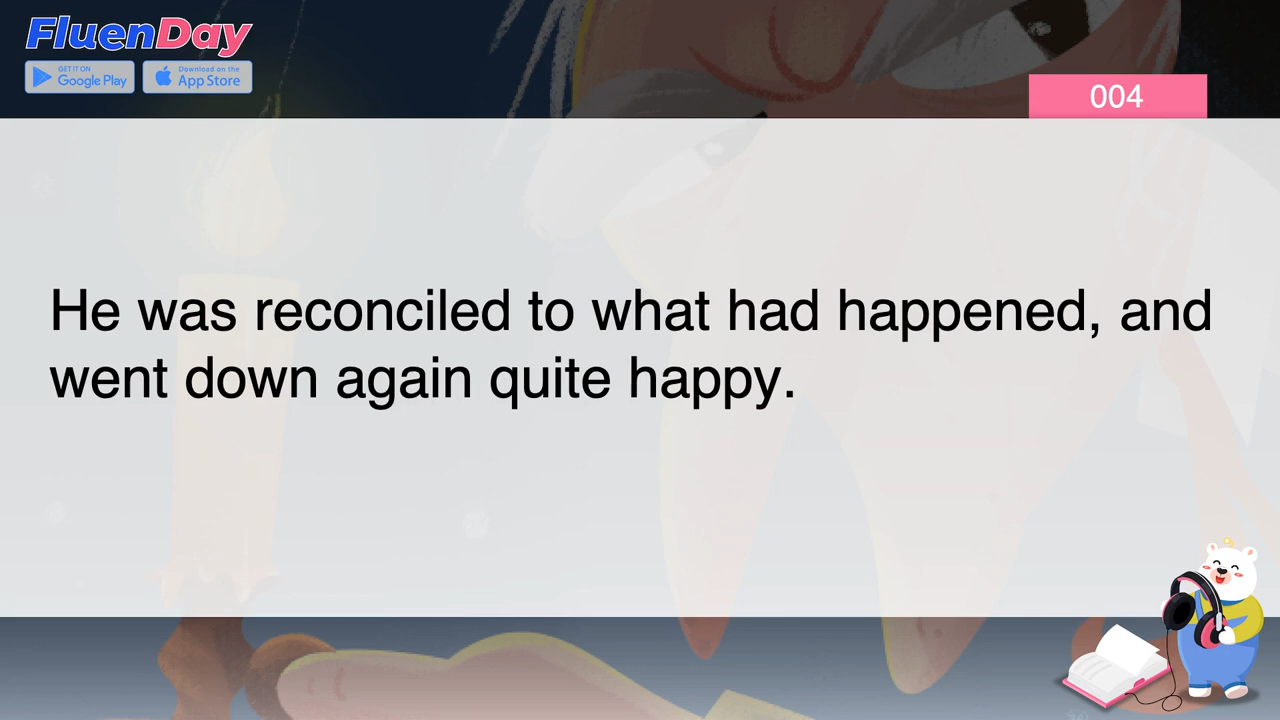 FluenDay
GET IT ON
Google Play
Download on the
App Store
004
He was reconciled to what had happened, and
went down again quite happy.